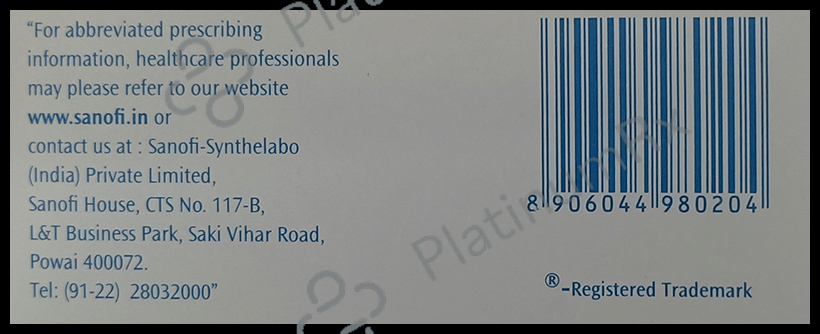 "For abbreviated prescribing
information, healthcare professionals
may please refer to our website
www.sanofi.in or
contact us at : Sanofi-Synthelabo
(India) Private Limited,
Sanofi House, CTS No. 117-B,
L&T Business Park, Saki Vihar Road,
Powai 400072.
Tel: (91-22) 28032000"
8 906044 980204
®-Registered Trademark
PlatinumRx